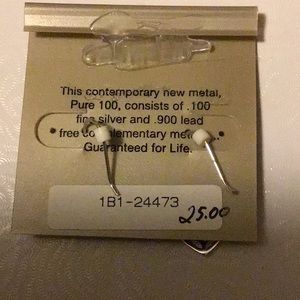 This contemporary new metal,
Pure 100, consists of .100
fine silver and .900 lead
free complementary
Guaranteed for Life.
1B1-24473
25.00